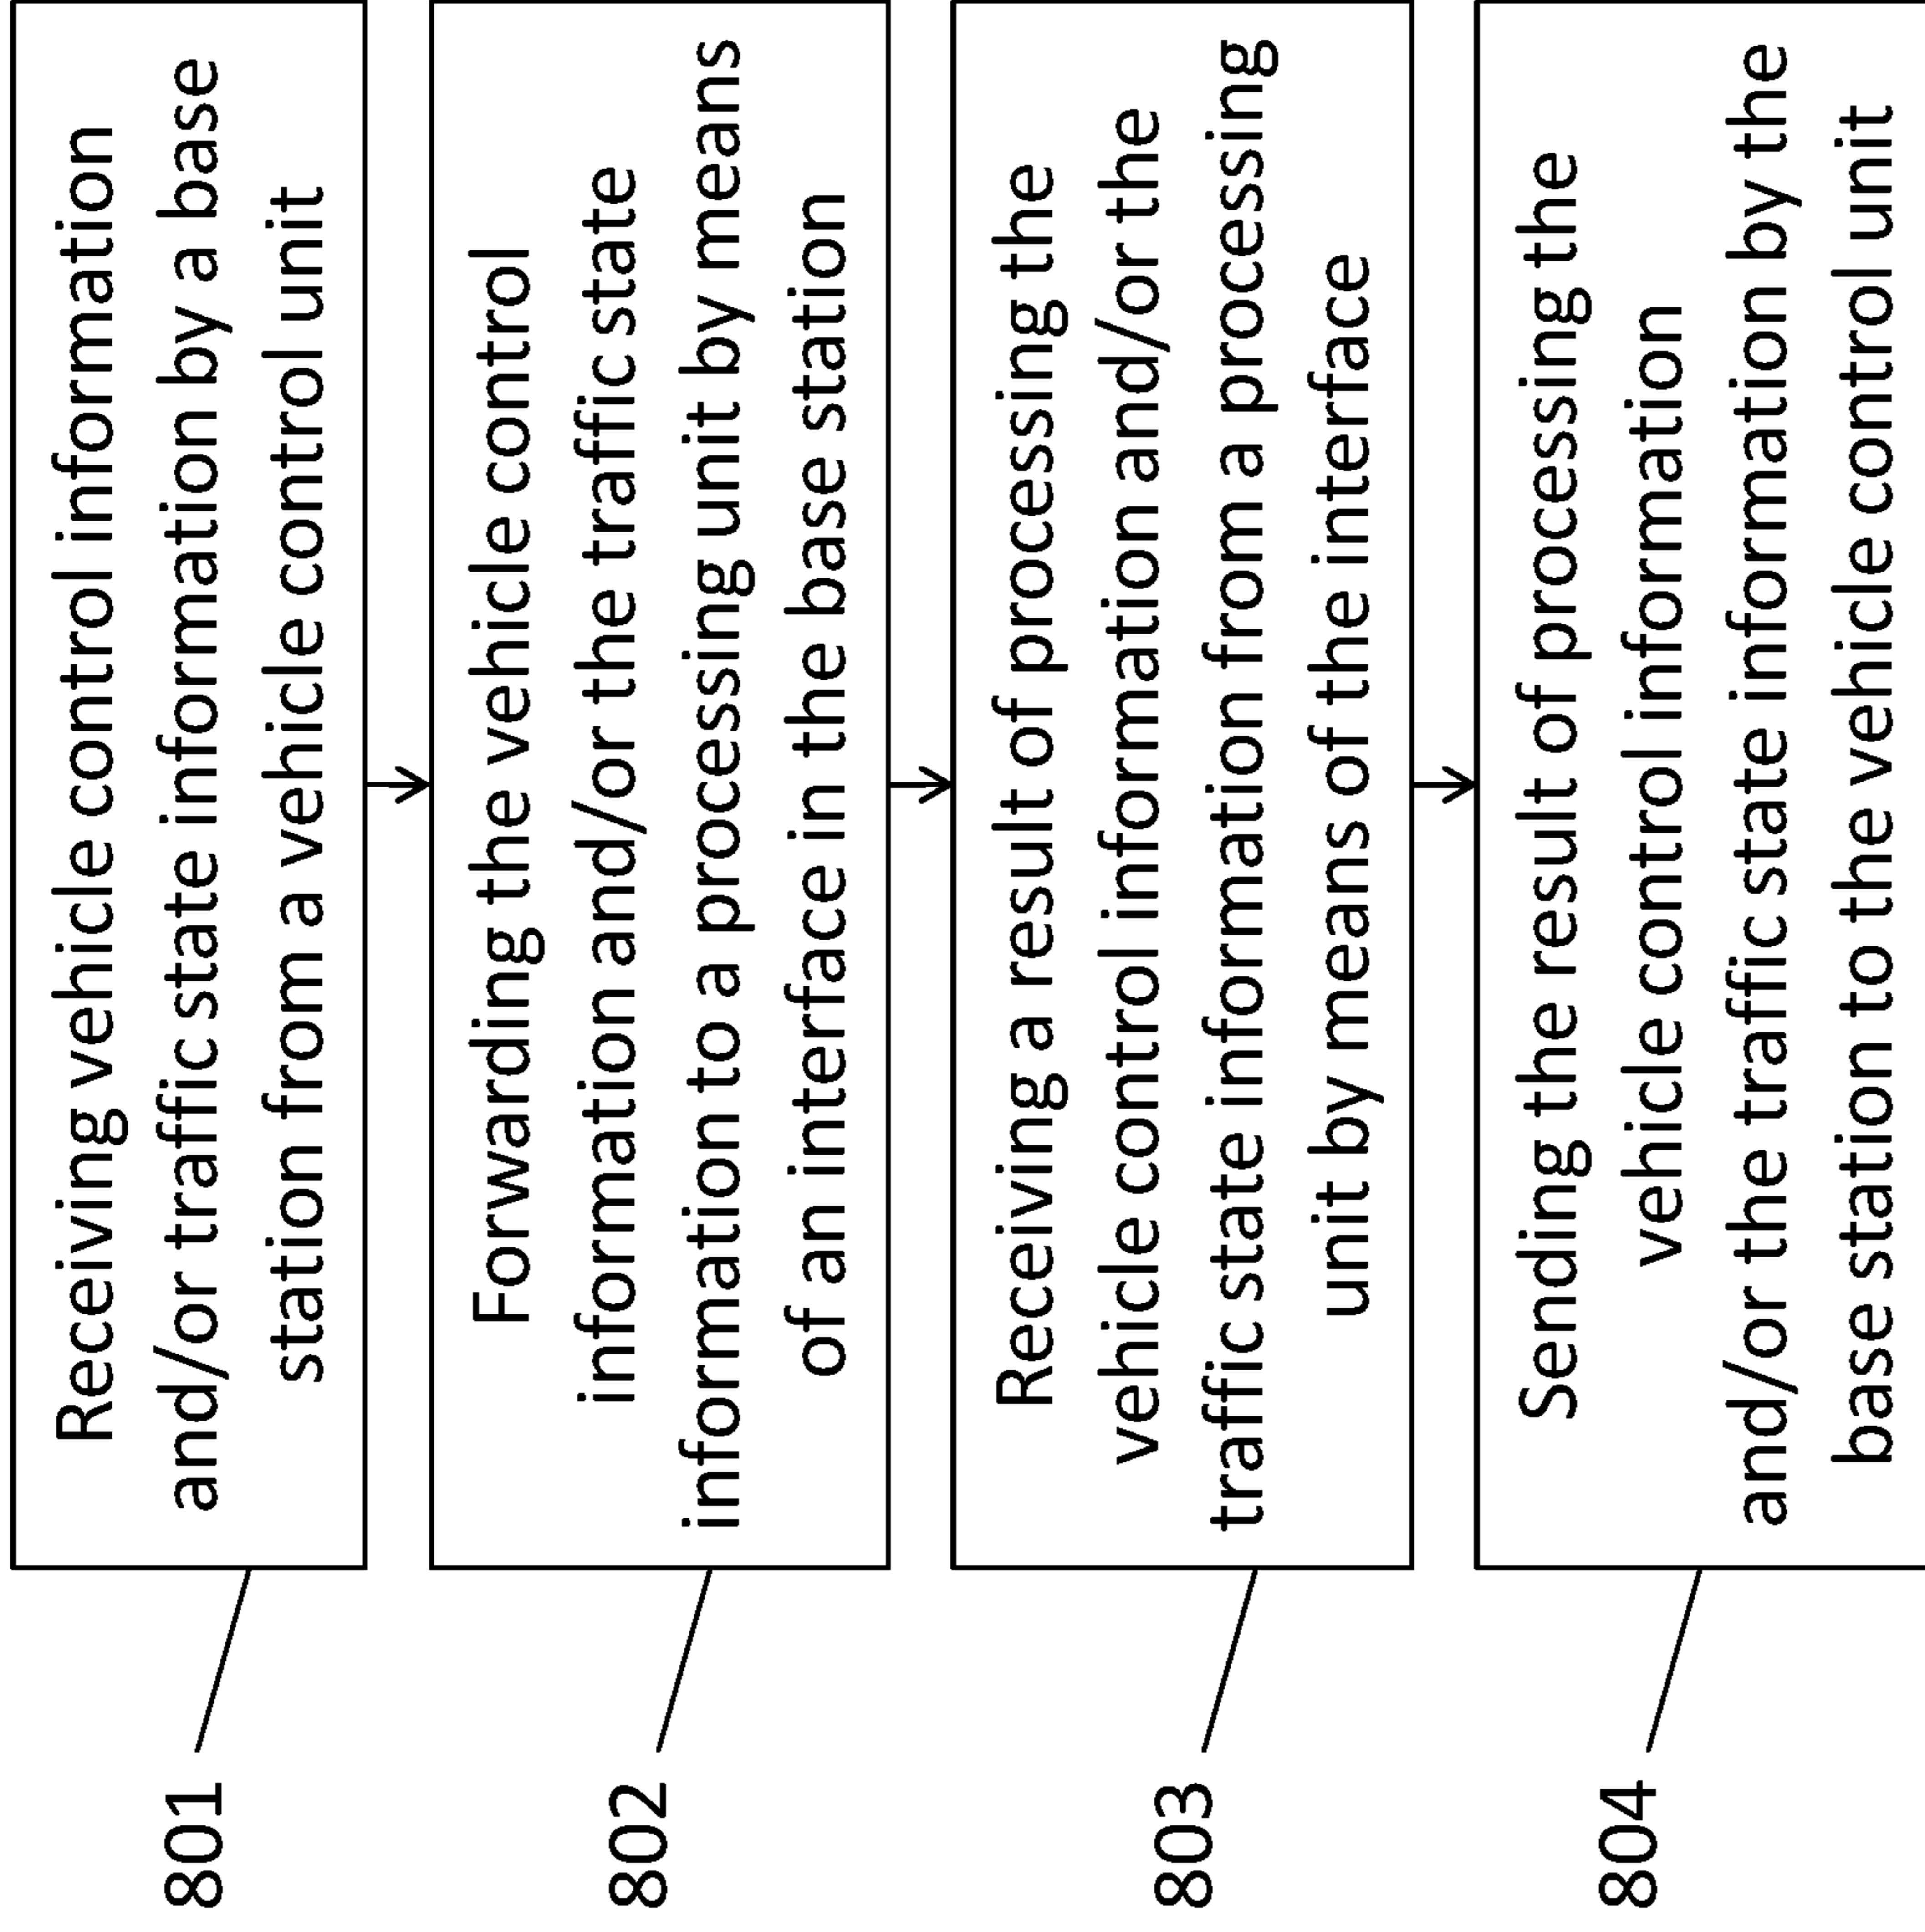 801
Receiving vehicle control information
and/or traffic state information by a base
station from a vehicle control unit
802
Forwarding the vehicle control
information and/or the traffic state
information to a processing unit by means
of an interface in the base station
803
Receiving a result of processing the
vehicle control information and/or the
traffic state information from a processing
unit by means of the interface
804
Sending the result of processing the
vehicle control information
and/or the traffic state information by the
base station to the vehicle control unit